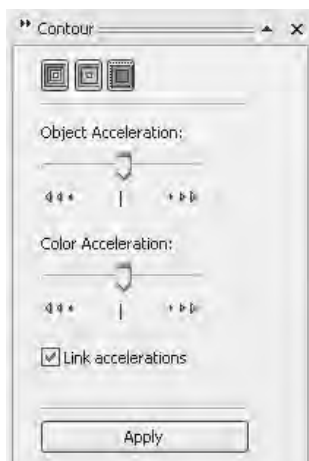 Contour
Object Acceleration:
Color Acceleration:
Link accelerations
Apply